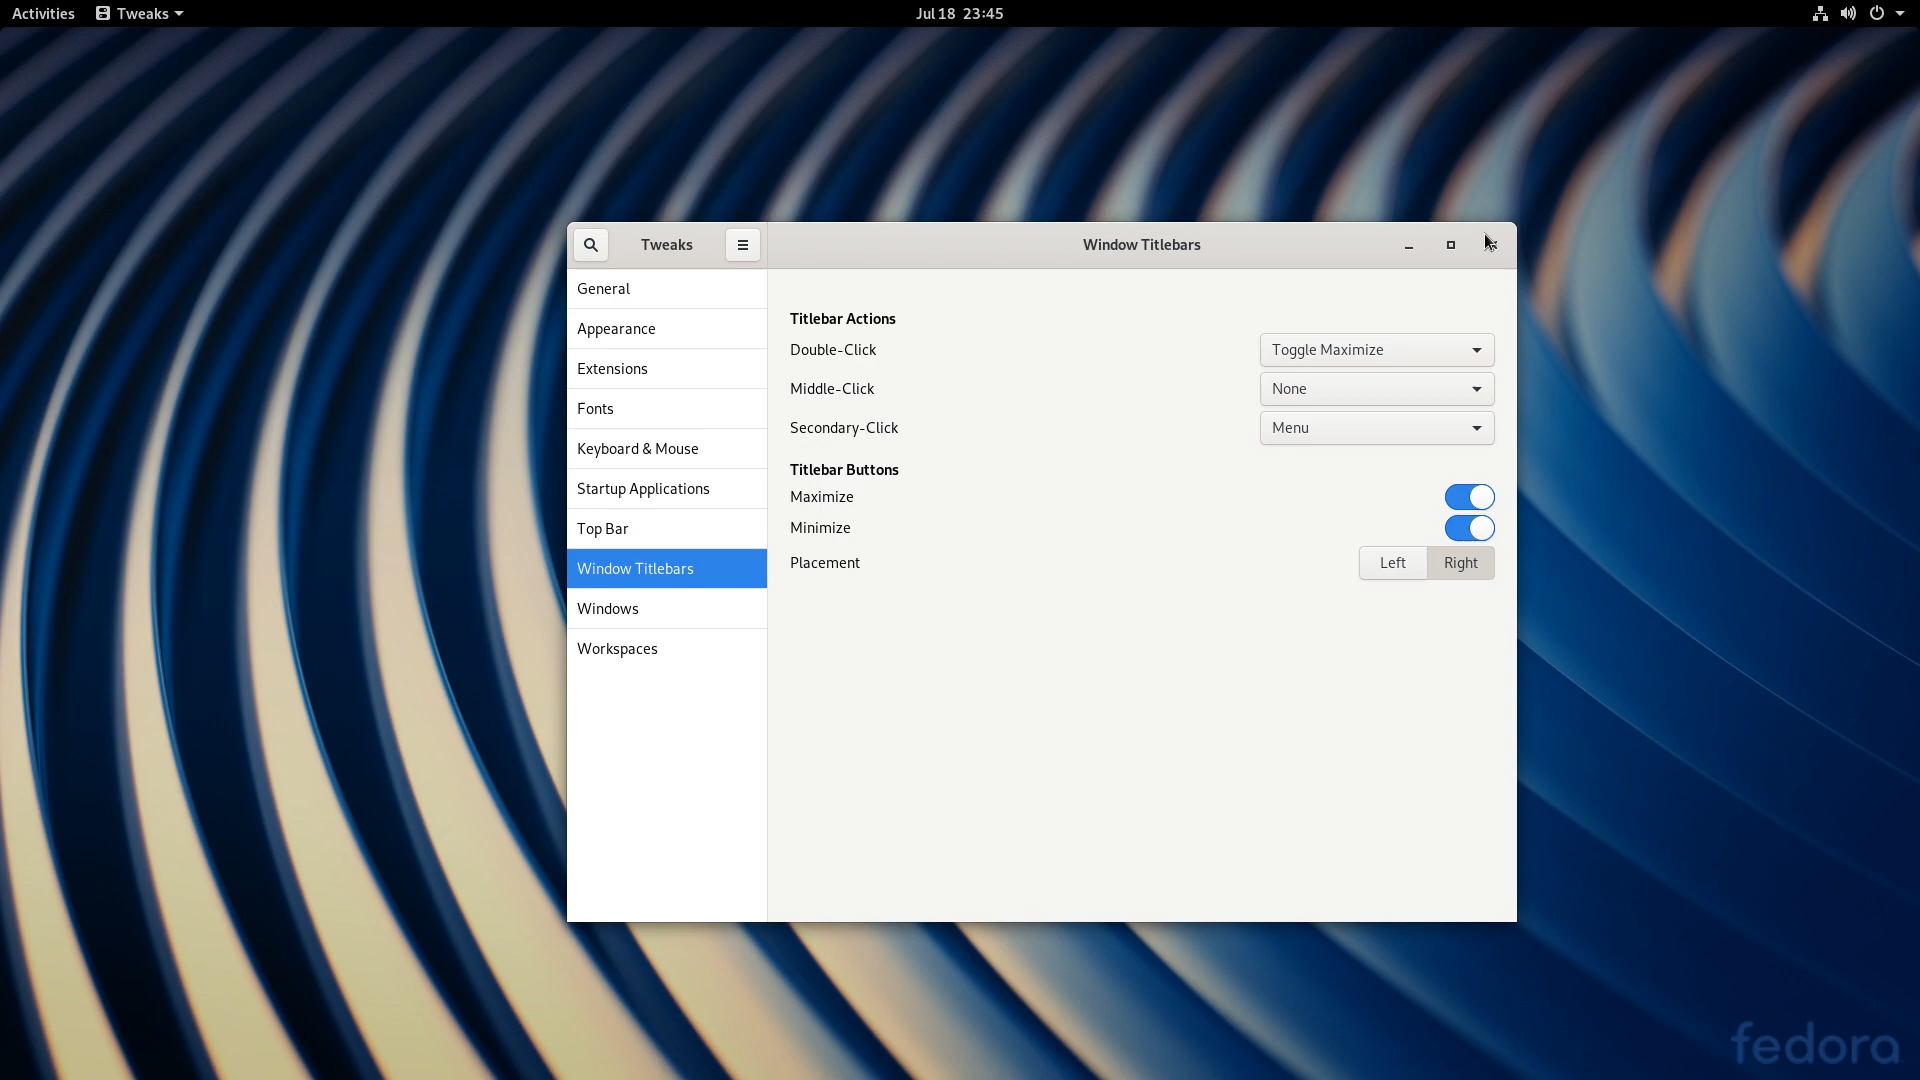 Activities Tweaks Jul 18 23:45
Tweaks Window Titlebars
General
Appearance
Extensions
Fonts
Keyboard & Mouse
Startup Applications
Top Bar
Window Titlebars
Windows
Workspaces
Titlebar Actions
Double-Click Toggle Maximize
Middle-Click None
Secondary-Click Menu
Titlebar Buttons
Maximize
Minimize
Placement Left Right
fedora